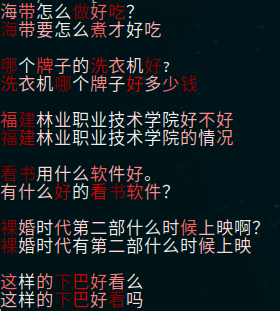 海带怎么做好吃？
海带要怎么煮才好吃
哪个牌子的洗衣机好？
洗衣机哪个牌子好多少钱
福建林业职业技术学院好不好
福建林业职业技术学院的情况
看书用什么软件好。
有什么好的看书软件？
裸婚时代第二部什么时候上映啊？
裸婚时代有第二部什么时候上映
这样的下巴好看么
这样的下巴好看吗